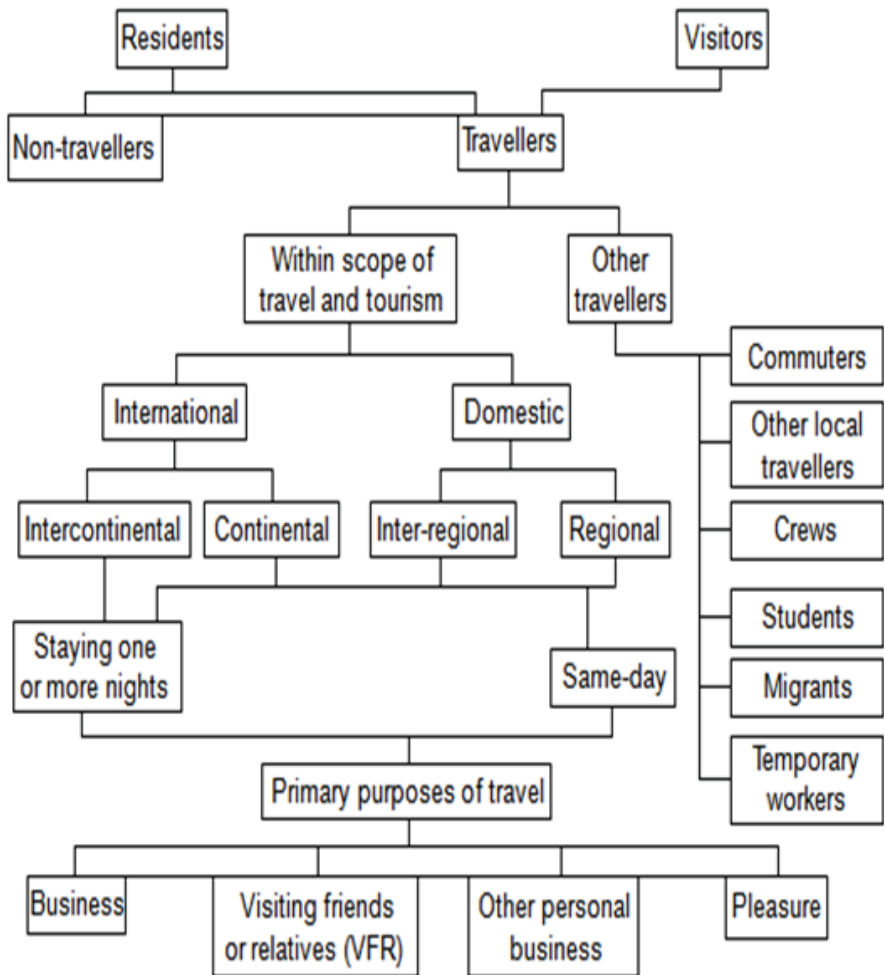 Residents
Visitors
Non-travellers
Travellers
Within scope of
travel and tourism
Other
travellers
Commuters
International
Domestic
Other local
travellers
Intercontinental
Continental
Inter-regional
Regional
Crews
Staying one
or more nights
Same-day
Students
Migrants
Primary purposes of travel
Temporary
workers
Business
Visiting friends
or relatives (VFR)
Other personal
business
Pleasure